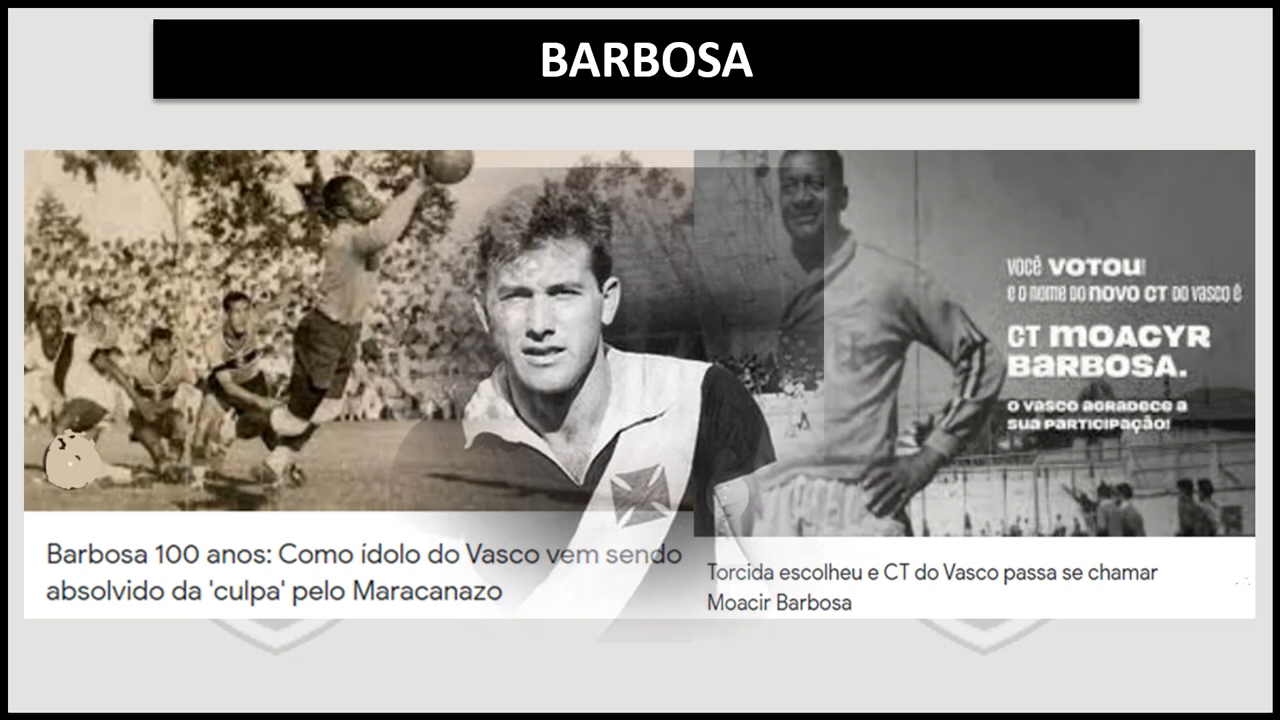 BARBOSA
VOCÊ VOTOU!
E O NOME DO NOVO CT DO VASCO É
CT MOACYR
BARBOSA.
O VASCO AGRADECE A
SUA PARTICIPAÇÃO!
Barbosa 100 anos: Como ídolo do Vasco vem sendo
absolvido da 'culpa' pelo Maracanazo
Torcida escolheu e CT do Vasco passa se chamar
Moacir Barbosa